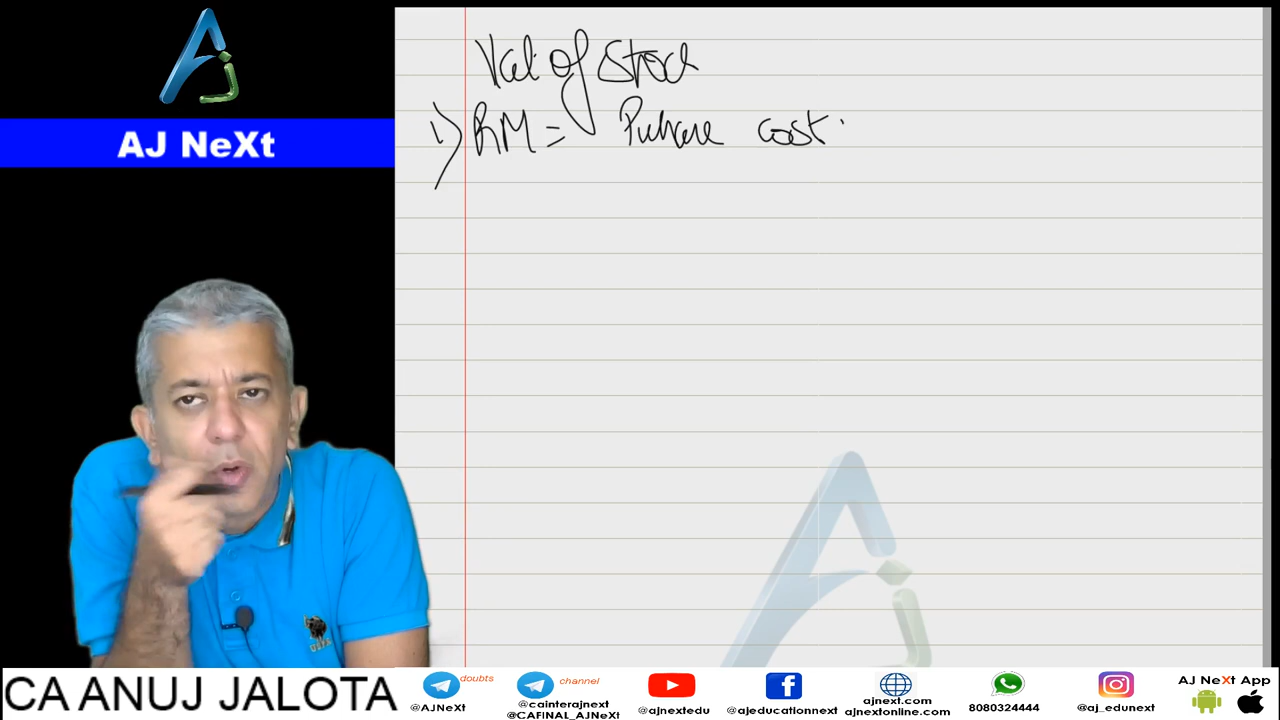 AJ NeXt
Val. of Stock
1) RM = Purchase cost.
CA ANUJ JALOTA
doubts
@AJNeXt
channel
@cainterajnext
@CAFINAL_AJNeXt
@ajnextedu
@ajeducationnext
ajnext.com
ajnextonline.com
8080324444
@aj_edunext
AJ NeXt App